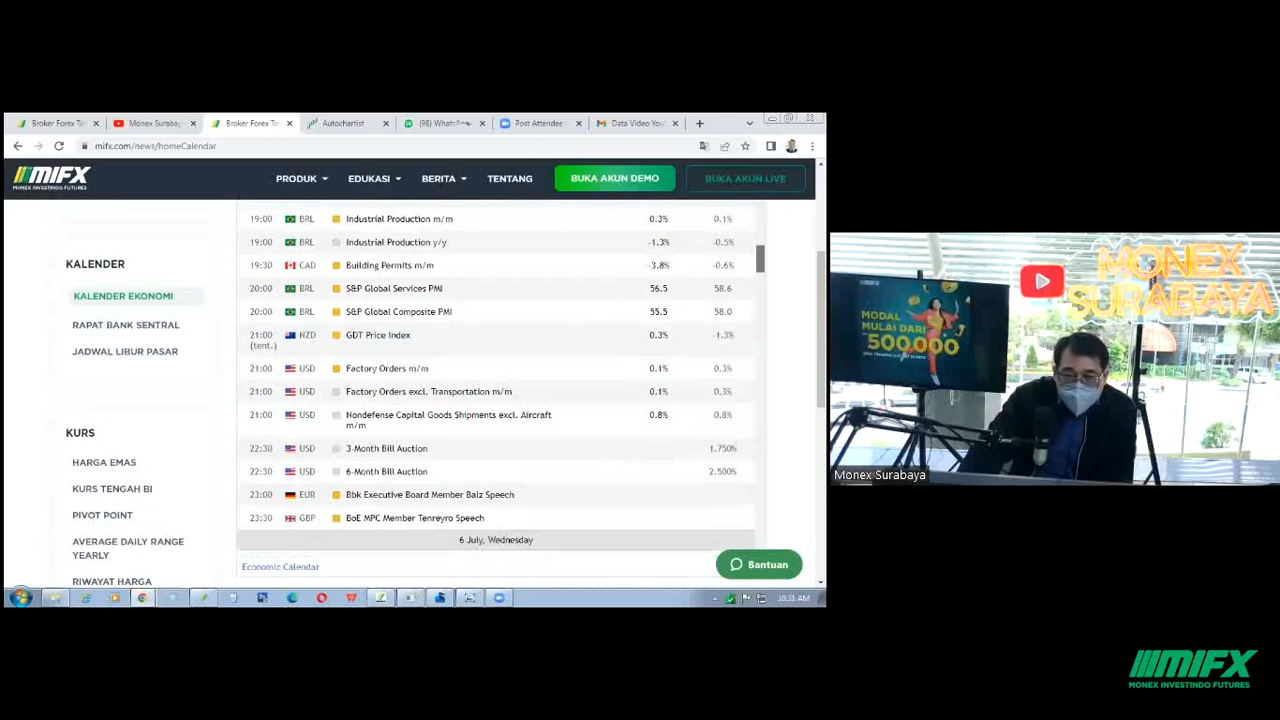 Broker Forex Te
Monex Surabay
Broker Forex Te
Autochartist
(98) Whats
Post Attendee
Data Video You
mifx.com/news/homeCalendar
MIFX
MONEX INVESTINDO FUTURES
PRODUK
EDUKASI
BERITA
TENTANG
BUKA AKUN DEMO
BUKA AKUN LIVE
KALENDER
KALENDER EKONOMI
RAPAT BANK SENTRAL
JADWAL LIBUR PASAR
KURS
HARGA EMAS
KURS TENGAH BI
PIVOT POINT
AVERAGE DAILY RANGE
YEARLY
RIWAYAT HARGA
19:00 BRL Industrial Production m/m 0.3% 0.1%
19:00 BRL Industrial Production y/y -1.3% -0.5%
19:30 CAD Building Permits m/m -3.8% -0.6%
20:00 BRL S&P Global Services PMI 56.5 58.6
20:00 BRL S&P Global Composite PMI 55.5 58.0
21:00 NZD GDT Price Index 0.3% -1.3%
(tent.)
21:00 USD Factory Orders m/m 0.1% 0.3%
21:00 USD Factory Orders excl. Transportation m/m 0.1% 0.3%
21:00 USD Nondefense Capital Goods Shipments excl. Aircraft 0.8% 0.8%
m/m
22:30 USD 3-Month Bill Auction 1.750%
22:30 USD 6-Month Bill Auction 2.500%
23:00 EUR Bbk Executive Board Member Balz Speech
23:30 GBP BoE MPC Member Tenreyro Speech
6 July, Wednesday
Economic Calendar
Bantuan
10:31 AM
MONEX
SURABAYA
MODAL
MULAI DARI
500.000
Monex Surabaya
MIFX
MONEX INVESTINDO FUTURES